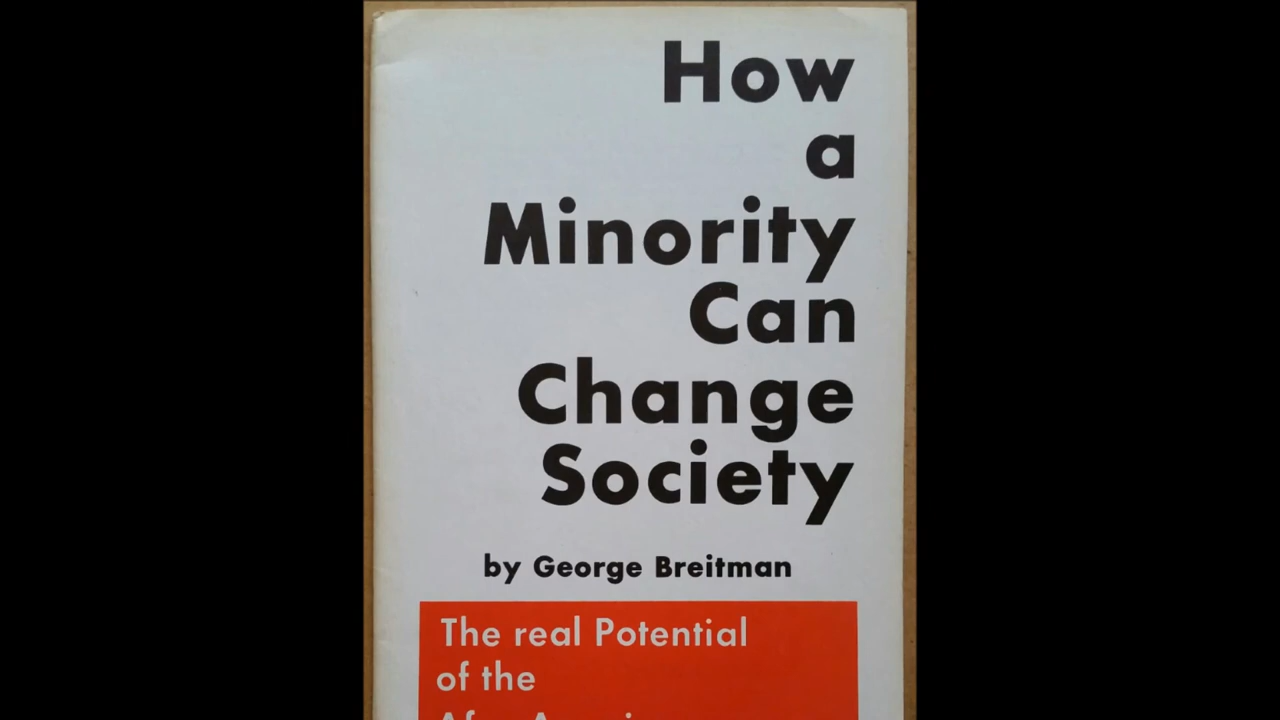 How
a
Minority
Can
Change
Society
by George Breitman
The real Potential
of the